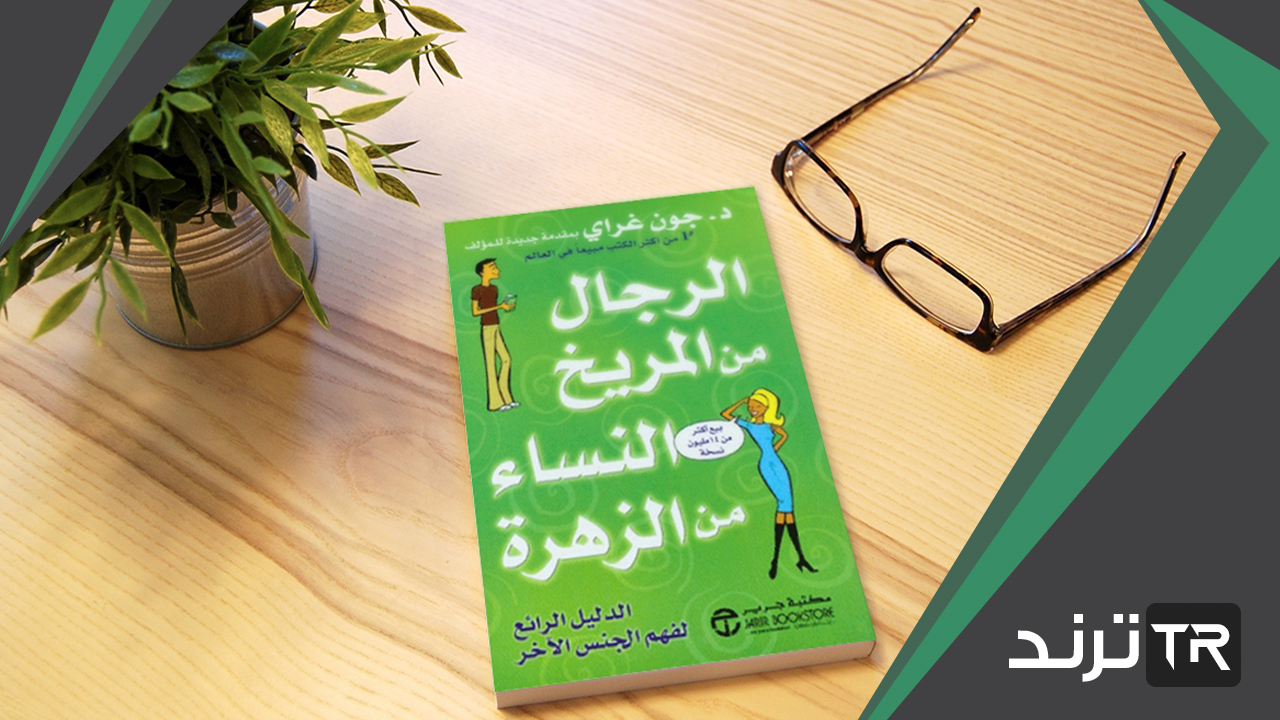 د. جون غراي بمقدمة جديدة للمؤلف
من أكثر الكتب مبيعاً في العالم
الرجال
من المريخ
بيع أكثر
من ١٤ مليون
نسخة
النساء
من الزهرة
الدليل الرائع
لفهم الجنس الآخر
مكتبة جرير
JARIR BOOKSTORE
ترند TR